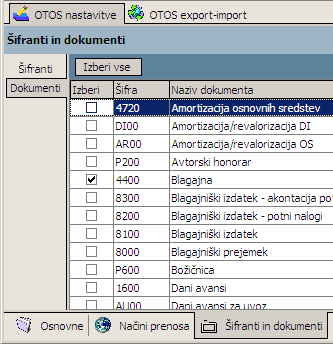 OTOS nastavitve OTOS export-import
Šifranti in dokumenti
Šifranti
Dokumenti
Izberi vse
Izberi Šifra Naziv dokumenta
4720 Amortizacija osnovnih sredstev
DI00 Amortizacija/revalorizacija DI
AR00 Amortizacija/revalorizacija OS
P200 Avtorski honorar
4400 Blagajna
8300 Blagajniški izdatek - akontacija
8200 Blagajniški izdatek - potni nalogi
8100 Blagajniški izdatek
8000 Blagajniški prejemek
P600 Božičnica
1600 Dani avansi
AU00 Dani avansi za uvoz
Osnovne Načini prenosa Šifranti in dokumenti